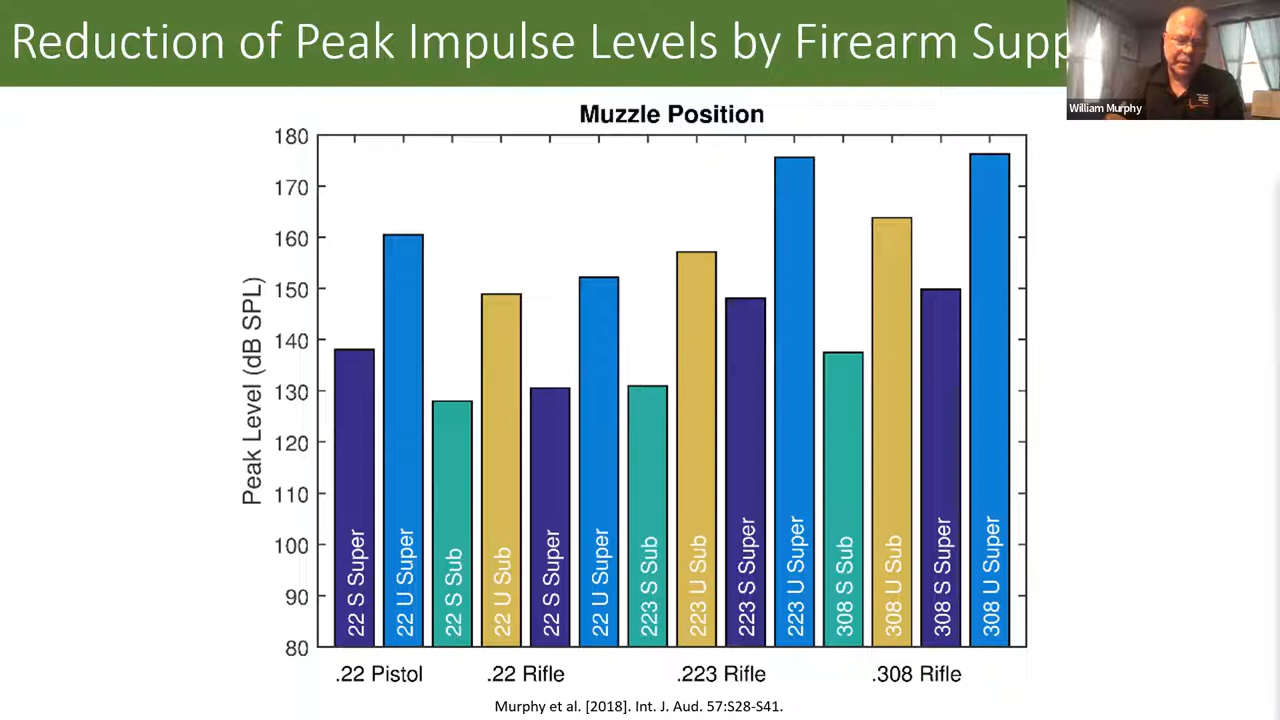 Reduction of Peak Impulse Levels by Firearm Supp
William Murphy
Muzzle Position
Peak Level (dB SPL)
180
170
160
150
140
130
120
110
100
90
80
22 S Super
22 U Super
22 S Sub
22 U Sub
22 S Super
22 U Super
223 S Sub
223 U Sub
223 S Super
223 U Super
308 S Sub
308 U Sub
308 S Super
308 U Super
.22 Pistol
.22 Rifle
.223 Rifle
.308 Rifle
Murphy et al. [2018]. Int. J. Aud. 57:S28-S41.